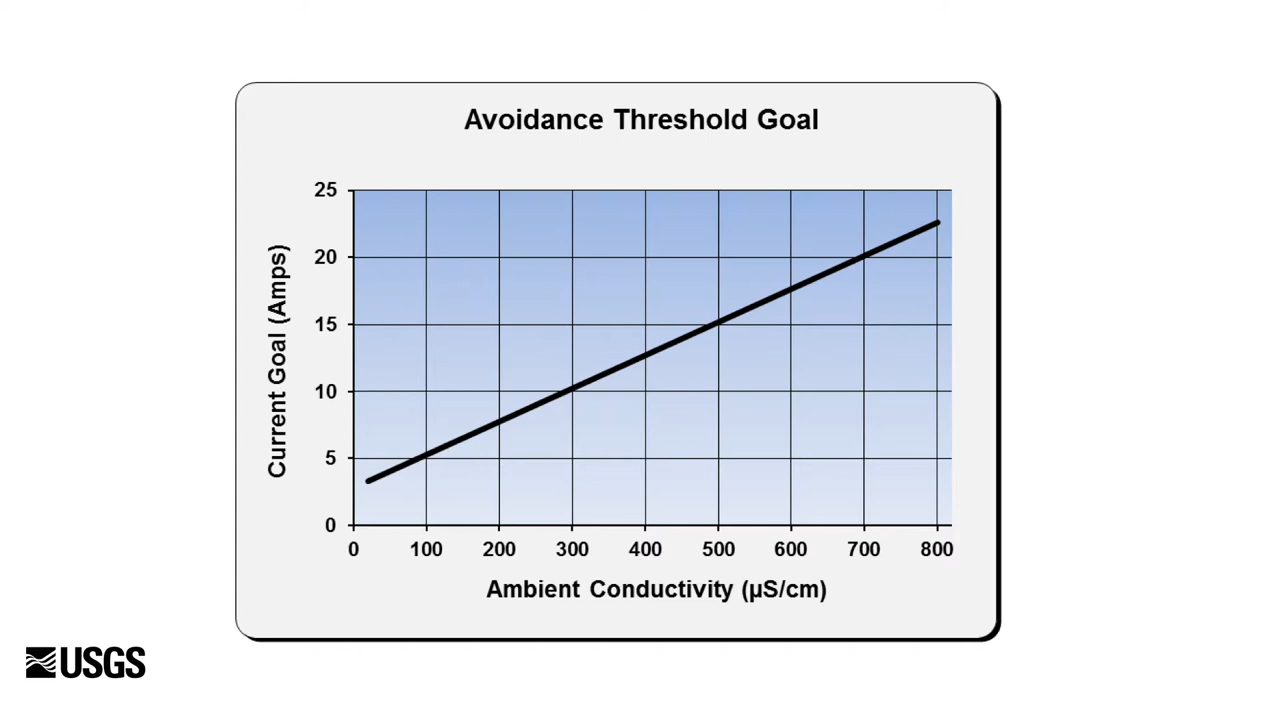 Avoidance Threshold Goal
25
20
15
10
5
0
Current Goal (Amps)
0 100 200 300 400 500 600 700 800
Ambient Conductivity (µS/cm)
USGS